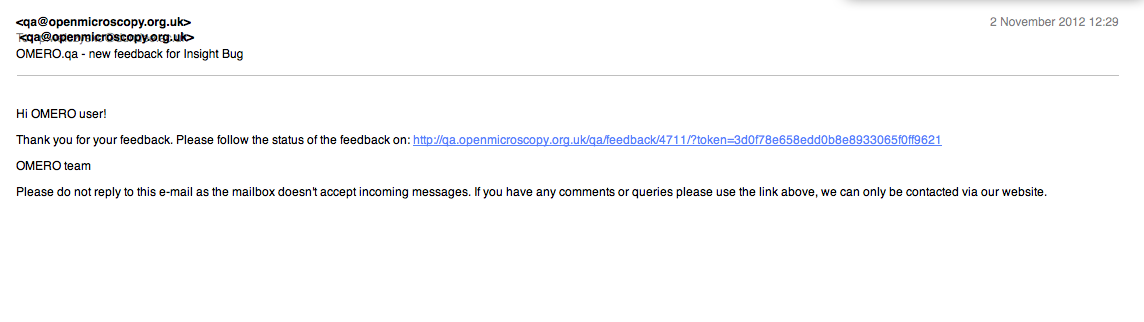 <qa@openmicroscopy.org.uk>
2 November 2012 12:29
<qa@openmicroscopy.org.uk>
OMERO.qa - new feedback for Insight Bug
Hi OMERO user!
Thank you for your feedback. Please follow the status of the feedback on: http://qa.openmicroscopy.org.uk/qa/feedback/4711/?token=3d0f78e658edd0b8e8933065f0ff9621
OMERO team
Please do not reply to this e-mail as the mailbox doesn't accept incoming messages. If you have any comments or queries please use the link above, we can only be contacted via our website.